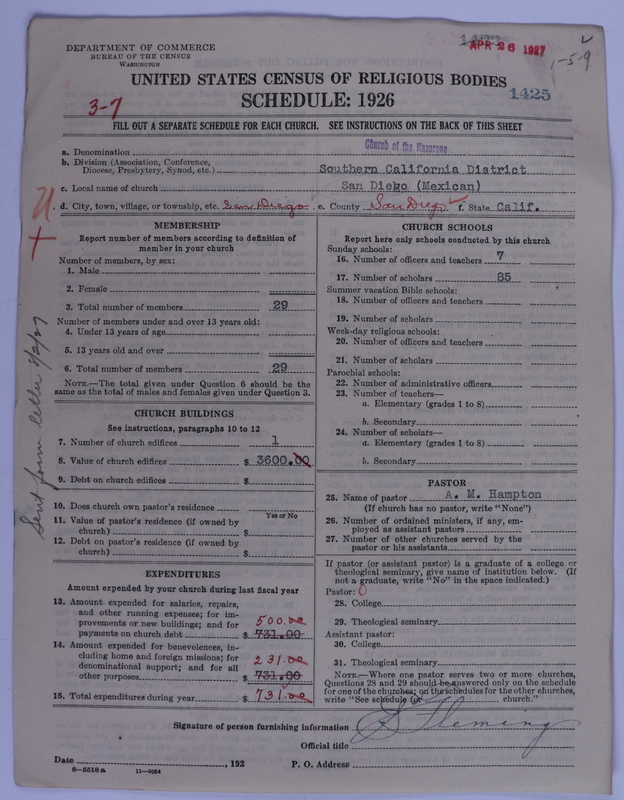 DEPARTMENT OF COMMERCE
BUREAU OF THE CENSUS
WASHINGTON
APR 26 1927
1-5-9
UNITED STATES CENSUS OF RELIGIOUS BODIES
3-7
SCHEDULE: 1926
1425
FILL OUT A SEPARATE SCHEDULE FOR EACH CHURCH. SEE INSTRUCTIONS ON THE BACK OF THIS SHEET
a. Denomination Church of the Nazarene
b. Division (Association, Conference,
Diocese, Presbytery, Synod, etc.) Southern California District
c. Local name of church San Diego (Mexican)
d. City, town, village, or township, etc. San Diego e. County San Diego f. State Calif.
MEMBERSHIP
Report number of members according to definition of
member in your church
Number of members, by sex:
1. Male
2. Female
3. Total number of members 29
Number of members under and over 13 years old:
4. Under 13 years of age
5. 13 years old and over
6. Total number of members 29
NOTE.—The total given under Question 6 should be the
same as the total of males and females given under Question 3.
CHURCH BUILDINGS
See instructions, paragraphs 10 to 12
7. Number of church edifices 1
8. Value of church edifices $ 3600.00
9. Debt on church edifices $
10. Does church own pastor's residence
Yes or No
11. Value of pastor's residence (if owned by
church) $
12. Debt on pastor's residence (if owned by
church) $
EXPENDITURES
Amount expended by your church during last fiscal year
13. Amount expended for salaries, repairs,
and other running expenses; for im-
provements or new buildings; and for 500.00
payments on church debt $ 731.00
14. Amount expended for benevolences, in-
cluding home and foreign missions; for
denominational support; and for all 231.00
other purposes $ 731.00
15. Total expenditures during year $ 731.00
CHURCH SCHOOLS
Report here only schools conducted by this church
Sunday schools:
16. Number of officers and teachers 7
17. Number of scholars 85
Summer vacation Bible schools:
18. Number of officers and teachers
19. Number of scholars
Week-day religious schools:
20. Number of officers and teachers
21. Number of scholars
Parochial schools:
22. Number of administrative officers
23. Number of teachers—
a. Elementary (grades 1 to 8)
b. Secondary
24. Number of scholars—
a. Elementary (grades 1 to 8)
b. Secondary
PASTOR
25. Name of pastor A. M. Hampton
(If church has no pastor, write "None")
26. Number of ordained ministers, if any, em-
ployed as assistant pastors
27. Number of other churches served by the
pastor or his assistants
If pastor (or assistant pastor) is a graduate of a college or
theological seminary, give name of institution below. (If
not a graduate, write "No" in the space indicated.)
Pastor: 0
28. College
29. Theological seminary
Assistant pastor:
30. College
31. Theological seminary
NOTE.—Where one pastor serves two or more churches,
Questions 28 and 29 should be answered only on the schedule
for one of the churches; on the schedules for the other churches,
write "See schedule for church."
Signature of person furnishing information Fleming
Official title
Date , 192
P. O. Address
6—5518 a
11—9034
Sent form letter